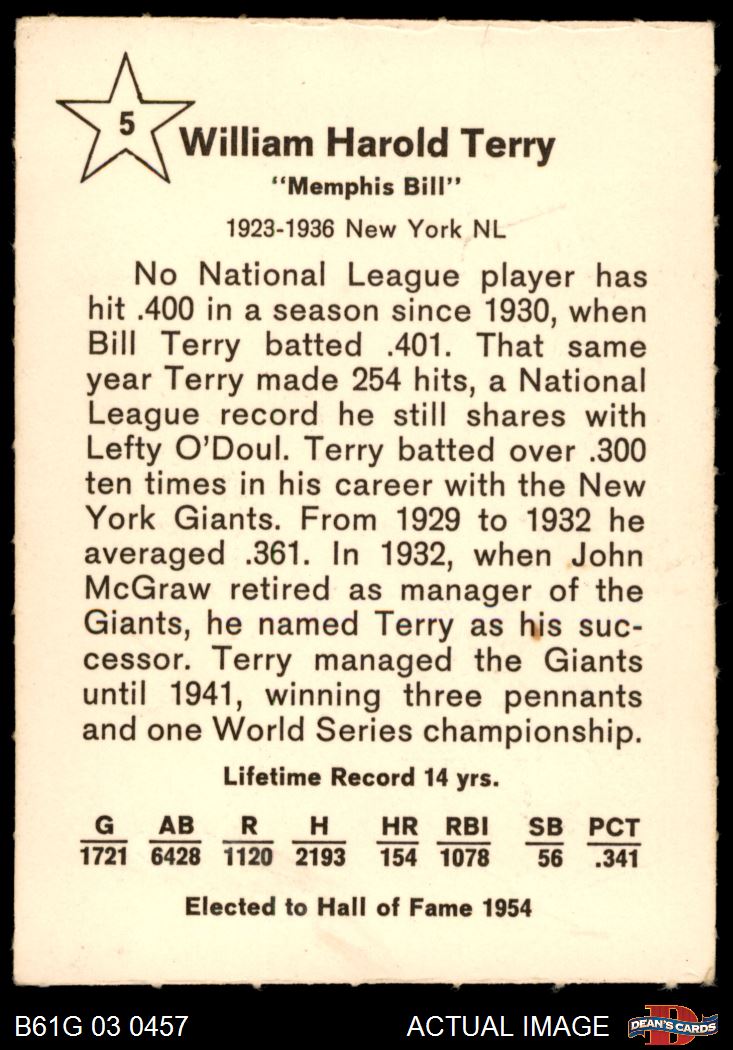 5
William Harold Terry
"Memphis Bill"
1923-1936 New York NL
No National League player has
hit .400 in a season since 1930, when
Bill Terry batted .401. That same
year Terry made 254 hits, a National
League record he still shares with
Lefty O'Doul. Terry batted over .300
ten times in his career with the New
York Giants. From 1929 to 1932 he
averaged .361. In 1932, when John
McGraw retired as manager of the
Giants, he named Terry as his suc-
cessor. Terry managed the Giants
until 1941, winning three pennants
and one World Series championship.
Lifetime Record 14 yrs.
G AB R H HR RBI SB PCT
1721 6428 1120 2193 154 1078 56 .341
Elected to Hall of Fame 1954
B61G 03 0457 ACTUAL IMAGE D DEAN'S CARDS